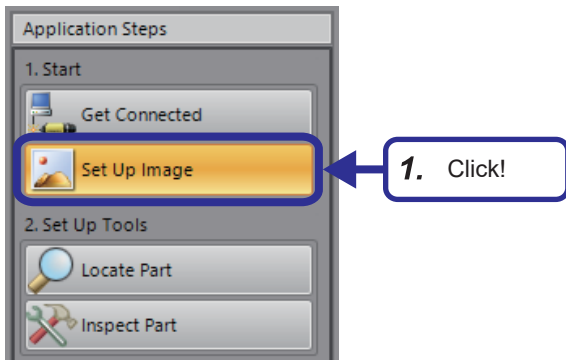 Application Steps
1. Start
Get Connected
Set Up Image
1. Click!
2. Set Up Tools
Locate Part
Inspect Part